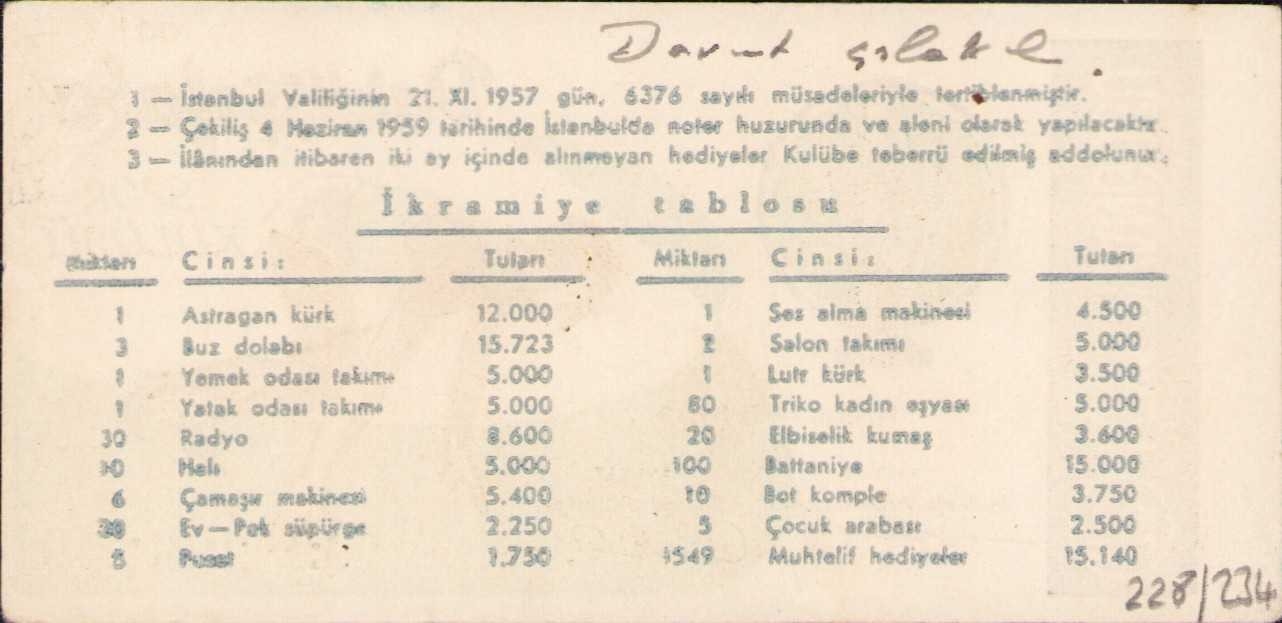 1 — İstanbul Valiliğinin 21. XI. 1957 gün, 6376 sayılı müsadeleriyle tertiblenmiştir.
2 — Çekiliş 4 Haziran 1959 tarihinde İstanbulda noter huzurunda ve aleni olarak yapılacaktır.
3 — İlânından itibaren iki ay içinde alınmayan hediyeler Kulübe teberrü edilmiş addolunur.
İkramiye tablosu
Miktarı Cinsi: Tutarı Miktarı Cinsi: Tutarı
1 Astragan kürk 12.000 1 Ses alma makinesi 4.500
3 Buz dolabı 15.723 2 Salon takımı 5.000
1 Yemek odası takımı 5.000 1 Lutr kürk 3.500
1 Yatak odası takımı 5.000 80 Triko kadın eşyası 5.000
30 Radyo 8.600 20 Elbiselik kumaş 3.600
10 Halı 5.000 100 Battaniye 15.000
6 Çamaşır makinesi 5.400 10 Bot komple 3.750
Ev — Pak süpürge 2.250 5 Çocuk arabası 2.500
Puset 1.750 1549 Muhtelif hediyeler 15.140
228/234